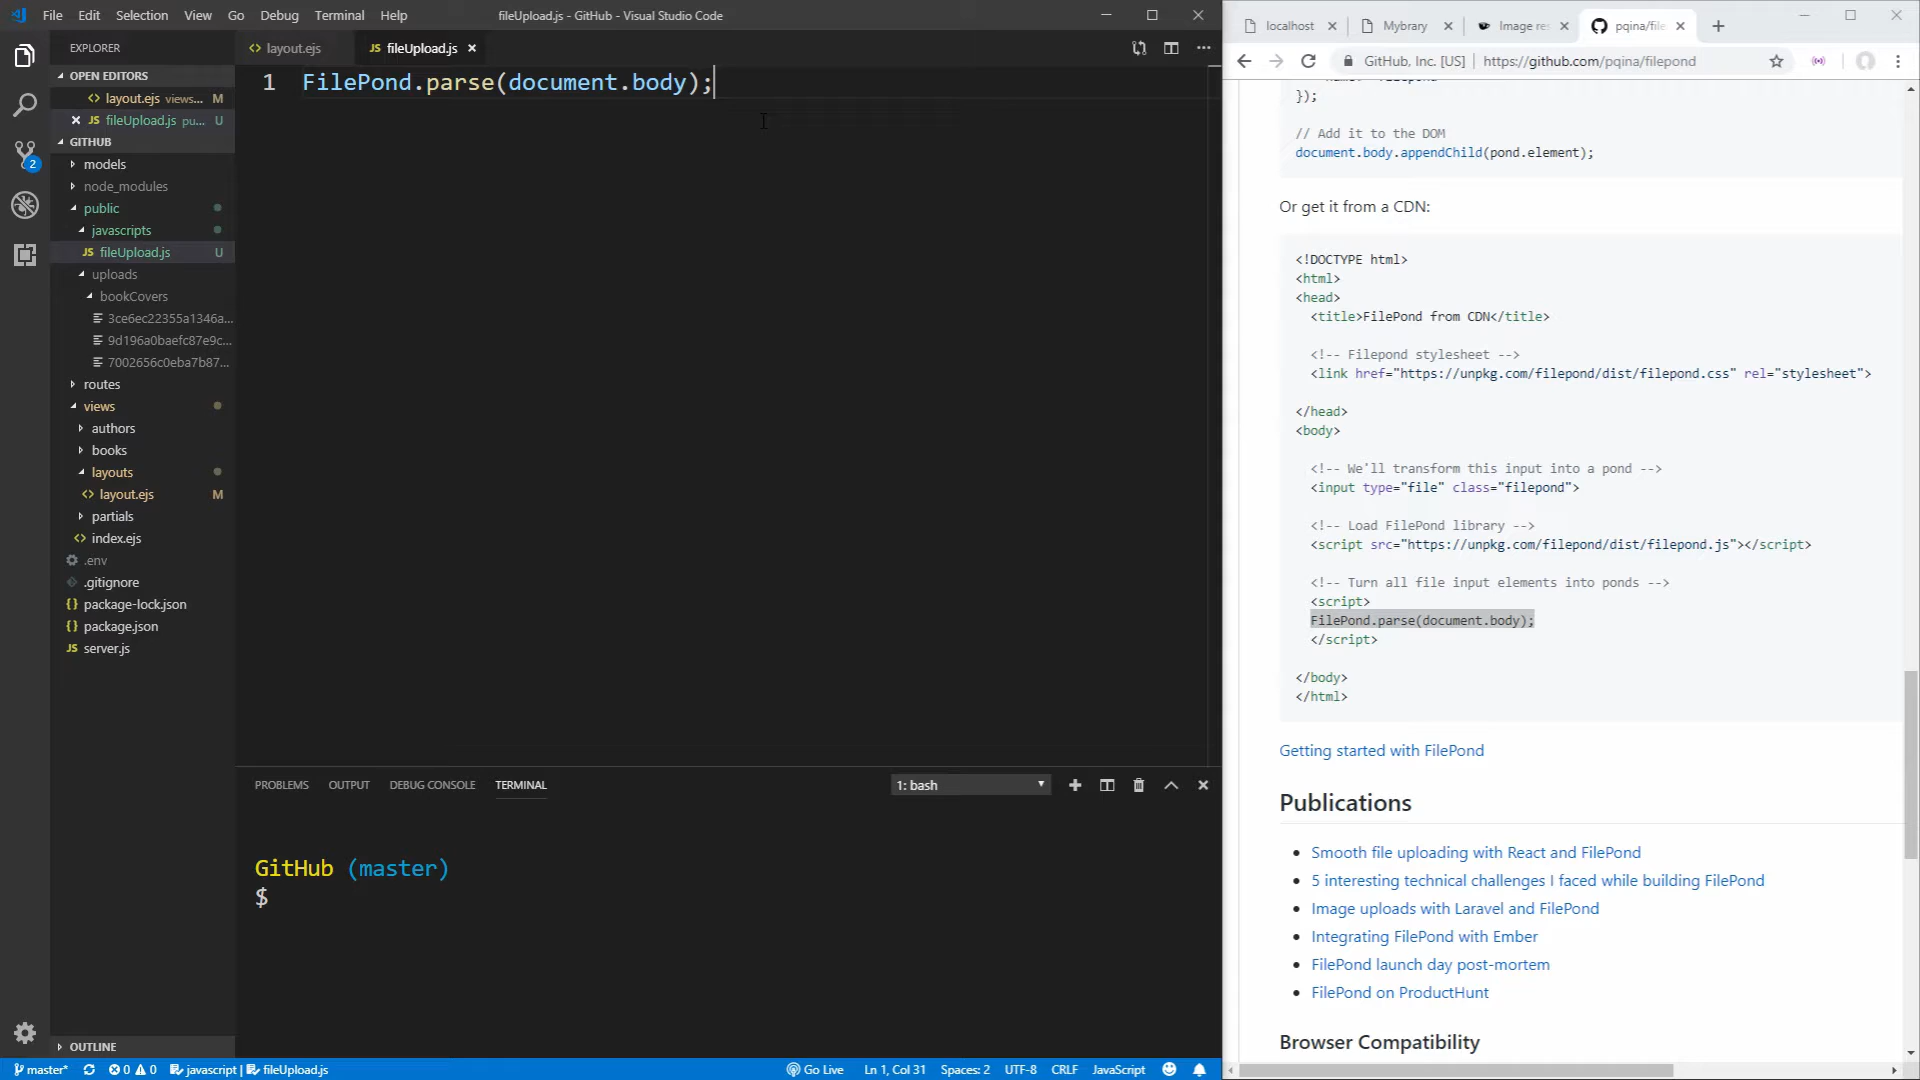 File Edit Selection View Go Debug Terminal Help
fileUpload.js - GitHub - Visual Studio Code
EXPLORER
OPEN EDITORS
layout.ejs views... M
fileUpload.js pu... U
GITHUB
models
node_modules
public
javascripts
JS fileUpload.js U
uploads
bookCovers
3ce6ec22355a1346a...
9d196a0baefc87e9c...
7002656c0eba7b87...
routes
views
authors
books
layouts
layout.ejs M
partials
index.ejs
.env
.gitignore
package-lock.json
package.json
JS server.js
OUTLINE
2
layout.ejs
JS fileUpload.js
1 FilePond.parse(document.body);
PROBLEMS OUTPUT DEBUG CONSOLE TERMINAL
1: bash
GitHub (master)
$
master* 0 0 javascript | fileUpload.js
Go Live Ln 1, Col 31 Spaces: 2 UTF-8 CRLF JavaScript
localhost
Mybrary
Image res
pqina/file
GitHub, Inc. [US] | https://github.com/pqina/filepond
});
// Add it to the DOM
document.body.appendChild(pond.element);
Or get it from a CDN:
<!DOCTYPE html>
<html>
<head>
<title>FilePond from CDN</title>
<!-- Filepond stylesheet -->
<link href="https://unpkg.com/filepond/dist/filepond.css" rel="stylesheet">
</head>
<body>
<!-- We'll transform this input into a pond -->
<input type="file" class="filepond">
<!-- Load FilePond library -->
<script src="https://unpkg.com/filepond/dist/filepond.js"></script>
<!-- Turn all file input elements into ponds -->
<script>
FilePond.parse(document.body);
</script>
</body>
</html>
Getting started with FilePond
Publications
Smooth file uploading with React and FilePond
5 interesting technical challenges I faced while building FilePond
Image uploads with Laravel and FilePond
Integrating FilePond with Ember
FilePond launch day post-mortem
FilePond on ProductHunt
Browser Compatibility